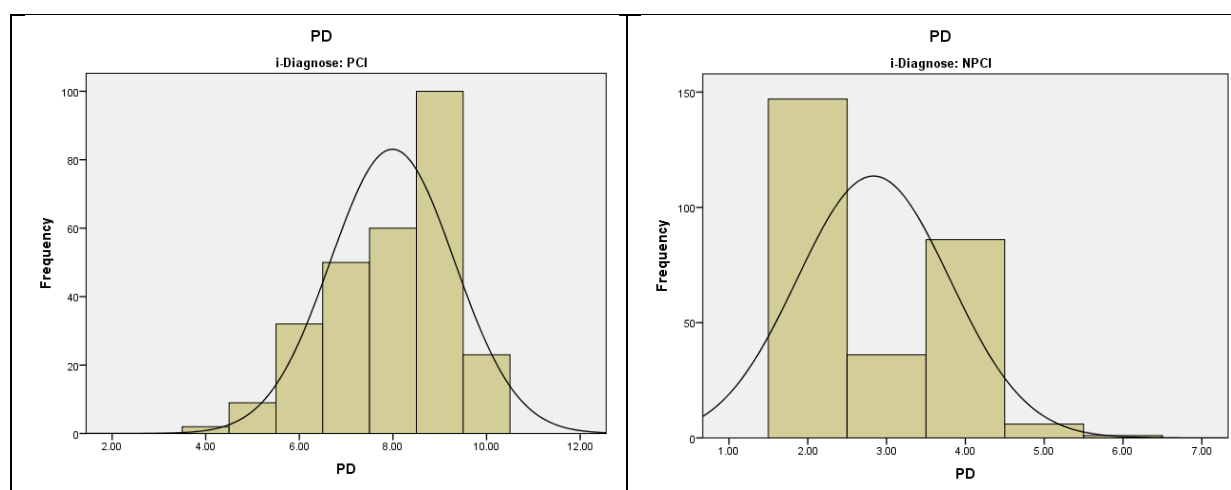 PD
i-Diagnose: PCI
100
80
60
40
20
0
Frequency
2.00 4.00 6.00 8.00 10.00 12.00
PD
PD
i-Diagnose: NPCI
150
100
50
0
Frequency
1.00 2.00 3.00 4.00 5.00 6.00 7.00
PD